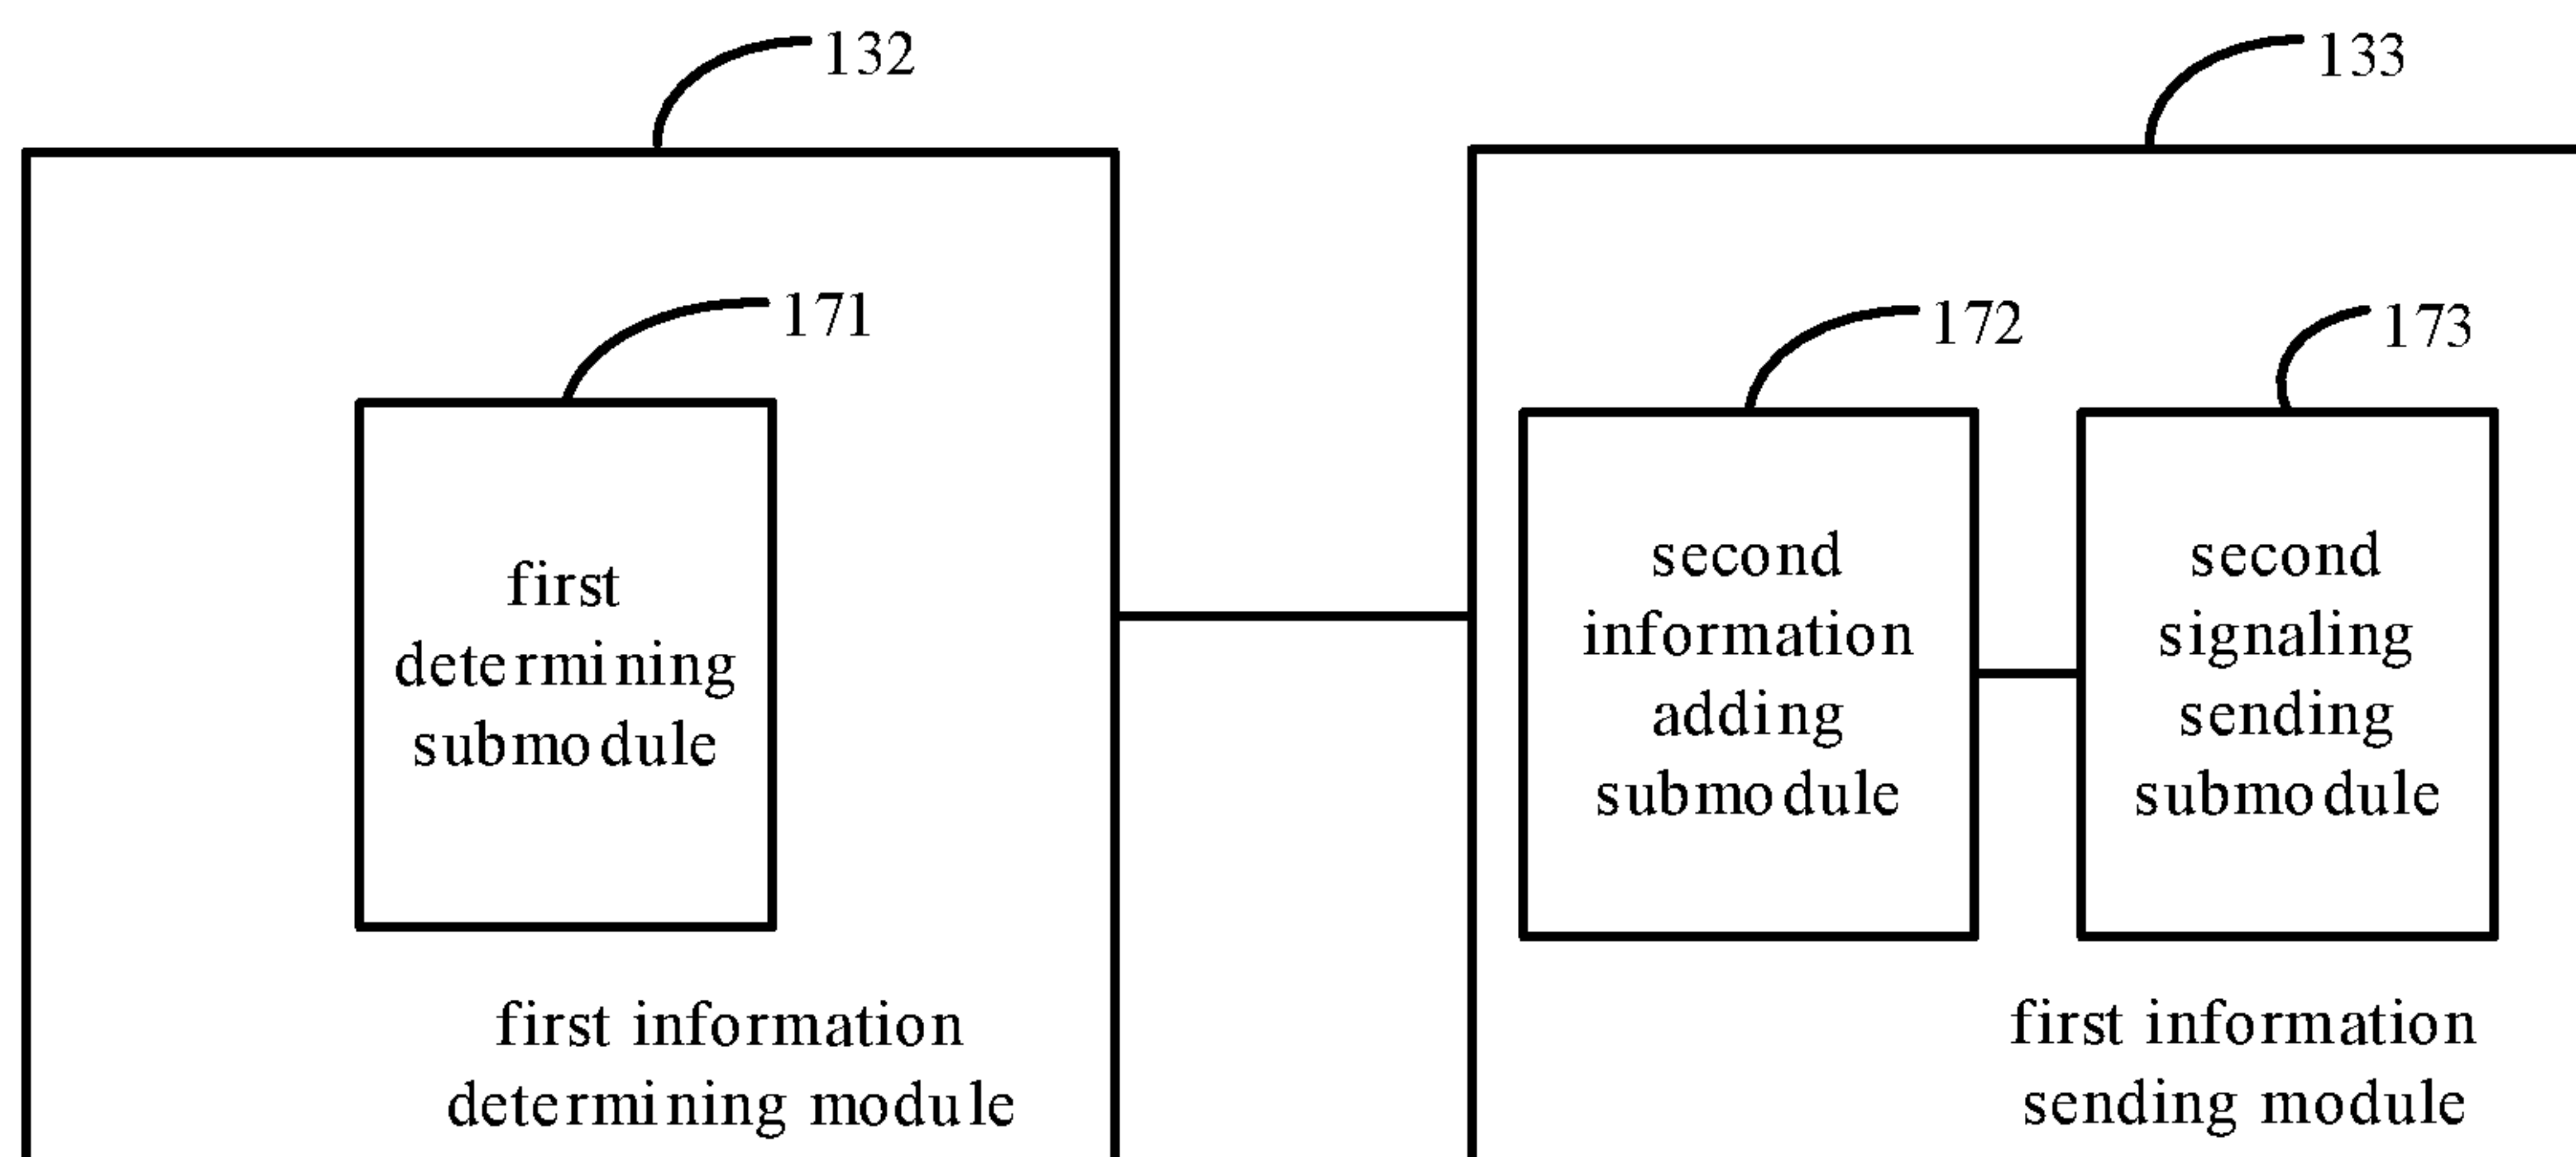 132
133
171
172
173
first
determining
submodule
second
information
adding
submodule
second
signaling
sending
submodule
first information
determining module
first information
sending module